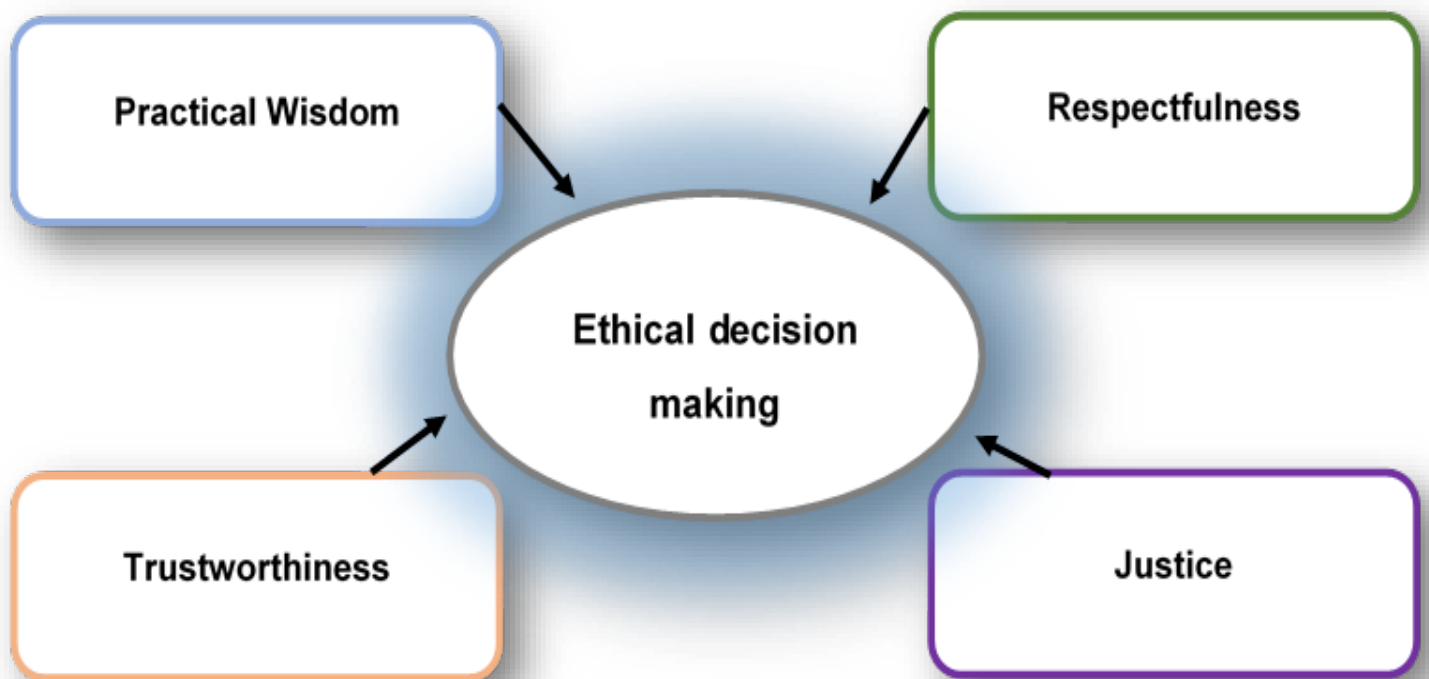 Practical Wisdom
Respectfulness
Ethical decision
making
Trustworthiness
Justice